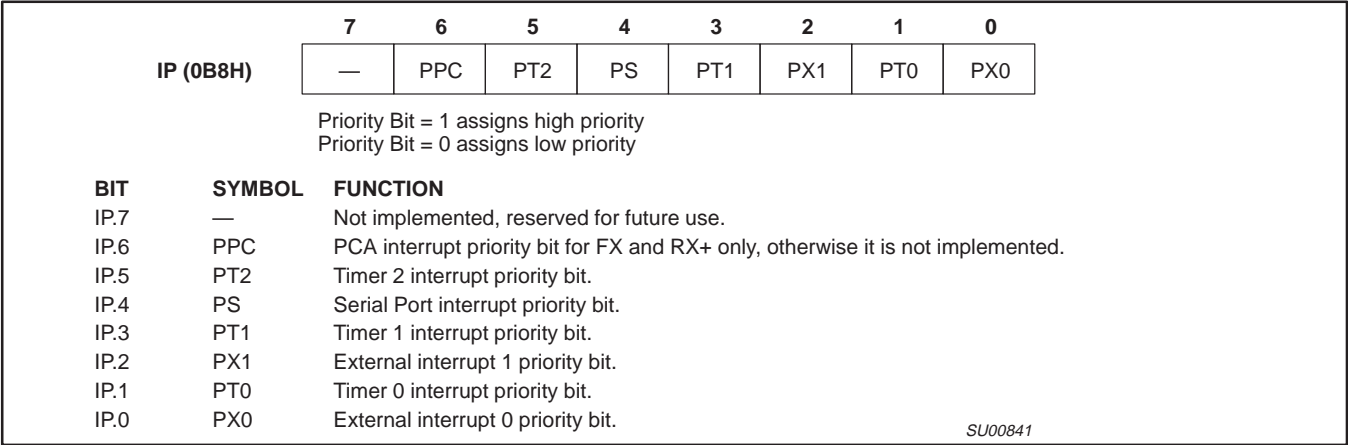 7 6 5 4 3 2 1 0
IP (0B8H) — PPC PT2 PS PT1 PX1 PT0 PX0
Priority Bit = 1 assigns high priority
Priority Bit = 0 assigns low priority
BIT SYMBOL FUNCTION
IP.7 — Not implemented, reserved for future use.
IP.6 PPC PCA interrupt priority bit for FX and RX+ only, otherwise it is not implemented.
IP.5 PT2 Timer 2 interrupt priority bit.
IP.4 PS Serial Port interrupt priority bit.
IP.3 PT1 Timer 1 interrupt priority bit.
IP.2 PX1 External interrupt 1 priority bit.
IP.1 PT0 Timer 0 interrupt priority bit.
IP.0 PX0 External interrupt 0 priority bit.
SU00841